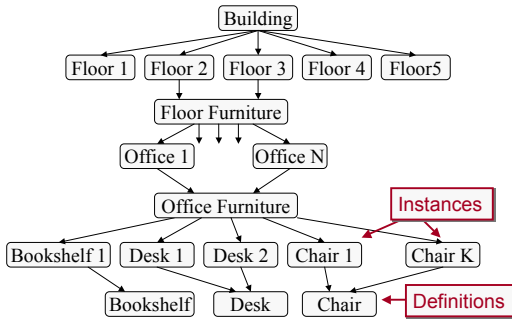 Building
Floor 1
Floor 2
Floor 3
Floor 4
Floor5
Floor Furniture
Office 1
Office N
Office Furniture
Instances
Bookshelf 1
Desk 1
Desk 2
Chair 1
Chair K
Bookshelf
Desk
Chair
Definitions